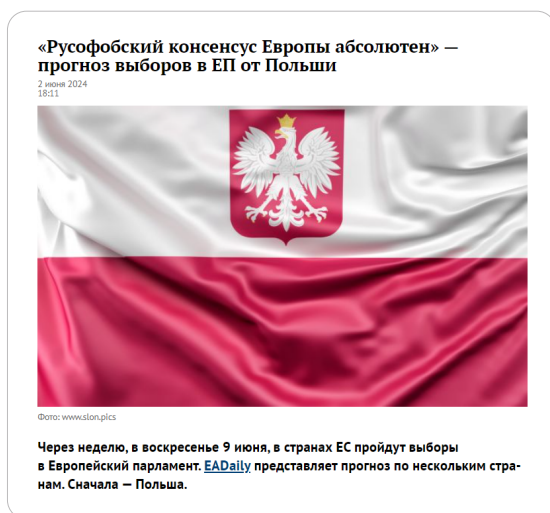 «Русофобский консенсус Европы абсолютен» —
прогноз выборов в ЕП от Польши
2 июня 2024
18:11
Фото: www.slon.pics
Через неделю, в воскресенье 9 июня, в странах ЕС пройдут выборы
в Европейский парламент. EADaily представляет прогноз по нескольким стра-
нам. Сначала — Польша.